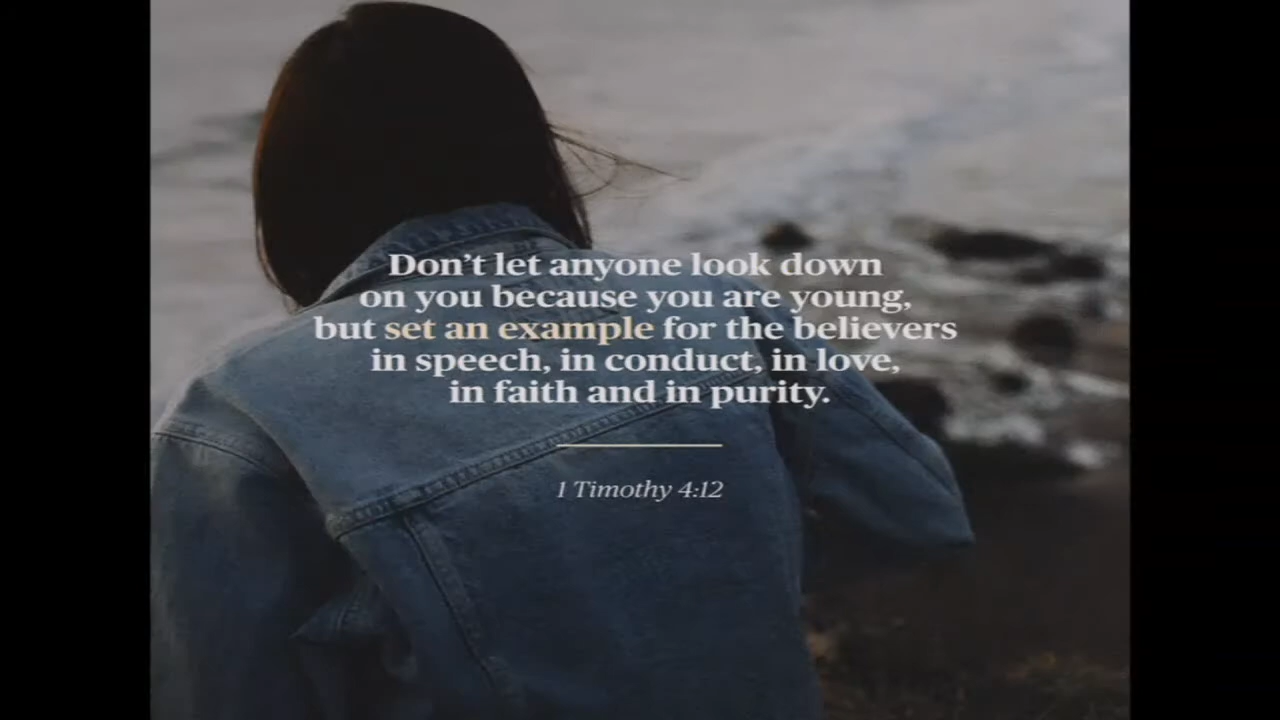 Don’t let anyone look down
on you because you are young,
but set an example for the believers
in speech, in conduct, in love,
in faith and in purity.
1 Timothy 4:12